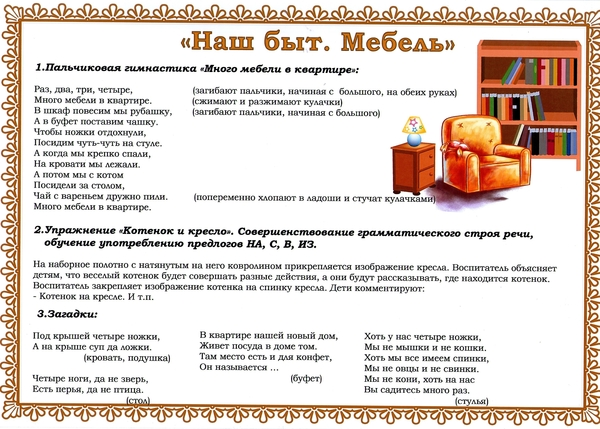 «Наш быт. Мебель»
1.Пальчиковая гимнастика «Много мебели в квартире»:
Раз, два, три, четыре, (загибают пальчики, начиная с большого, на обеих руках)
Много мебели в квартире. (сжимают и разжимают кулачки)
В шкаф повесим мы рубашку, (загибают пальчики, начиная с большого)
А в буфет поставим чашку.
Чтобы ножки отдохнули,
Посидим чуть-чуть на стуле.
А когда мы крепко спали,
На кровати мы лежали.
А потом мы с котом
Посидели за столом,
Чай с вареньем дружно пили. (попеременно хлопают в ладоши и стучат кулачками)
Много мебели в квартире.
2.Упражнение «Котенок и кресло». Совершенствование грамматического строя речи,
обучение употреблению предлогов НА, С, В, ИЗ.
На наборное полотно с натянутым на него ковролином прикрепляется изображение кресла. Воспитатель объясняет
детям, что веселый котенок будет совершать разные действия, а они будут рассказывать, где находится котенок.
Воспитатель закрепляет изображение котенка на спинку кресла. Дети комментируют:
- Котенок на кресле. И т.п.
3.Загадки:
Под крышей четыре ножки,
А на крыше суп да ложки.
(кровать, подушка)
Четыре ноги, да не зверь,
Есть перья, да не птица.
(стол)
В квартире нашей новый дом,
Живет посуда в доме том.
Там место есть и для конфет,
Он называется ...
(буфет)
Хоть у нас четыре ножки,
Мы не мышки и не кошки.
Хоть мы все имеем спинки,
Мы не овцы и не свинки.
Мы не кони, хоть на нас
Вы садитесь много раз.
(стулья)